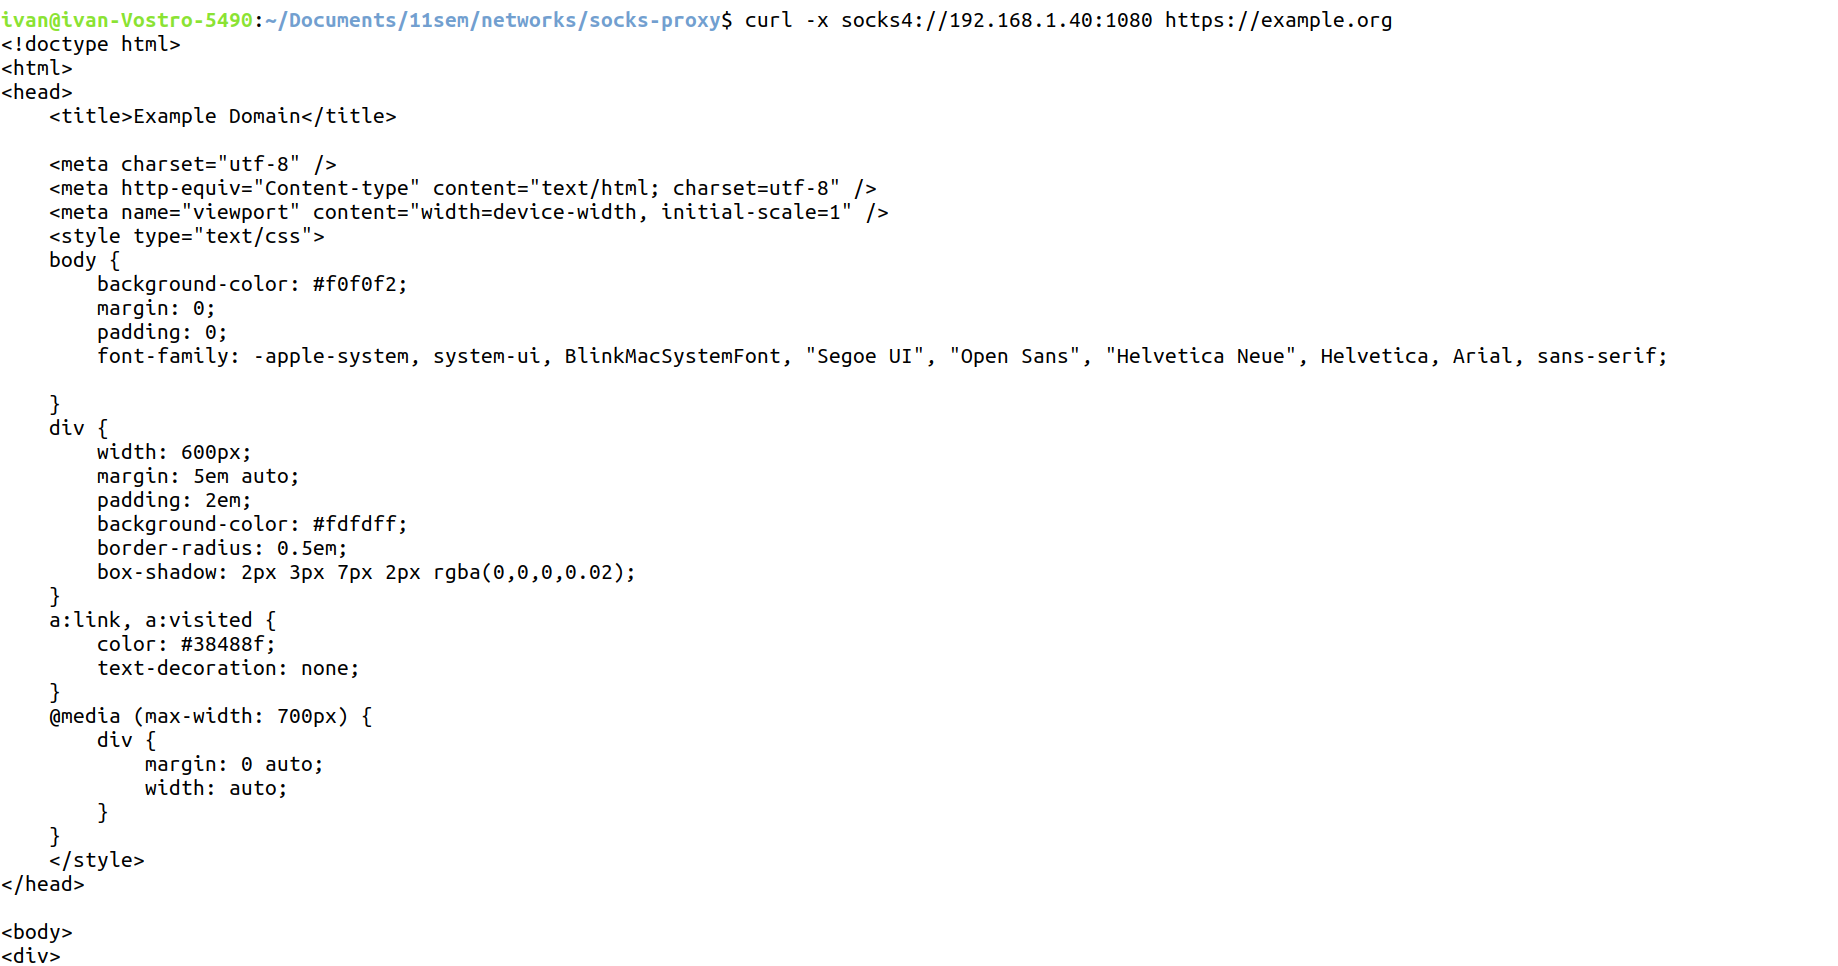 ivan@ivan-Vostro-5490:~/Documents/11sem/networks/socks-proxy$ curl -x socks4://192.168.1.40:1080 https://example.org
<!doctype html>
<html>
<head>
    <title>Example Domain</title>

    <meta charset="utf-8" />
    <meta http-equiv="Content-type" content="text/html; charset=utf-8" />
    <meta name="viewport" content="width=device-width, initial-scale=1" />
    <style type="text/css">
    body {
        background-color: #f0f0f2;
        margin: 0;
        padding: 0;
        font-family: -apple-system, system-ui, BlinkMacSystemFont, "Segoe UI", "Open Sans", "Helvetica Neue", Helvetica, Arial, sans-serif;

    }
    div {
        width: 600px;
        margin: 5em auto;
        padding: 2em;
        background-color: #fdfdff;
        border-radius: 0.5em;
        box-shadow: 2px 3px 7px 2px rgba(0,0,0,0.02);
    }
    a:link, a:visited {
        color: #38488f;
        text-decoration: none;
    }
    @media (max-width: 700px) {
        div {
            margin: 0 auto;
            width: auto;
        }
    }
    </style>
</head>

<body>
<div>